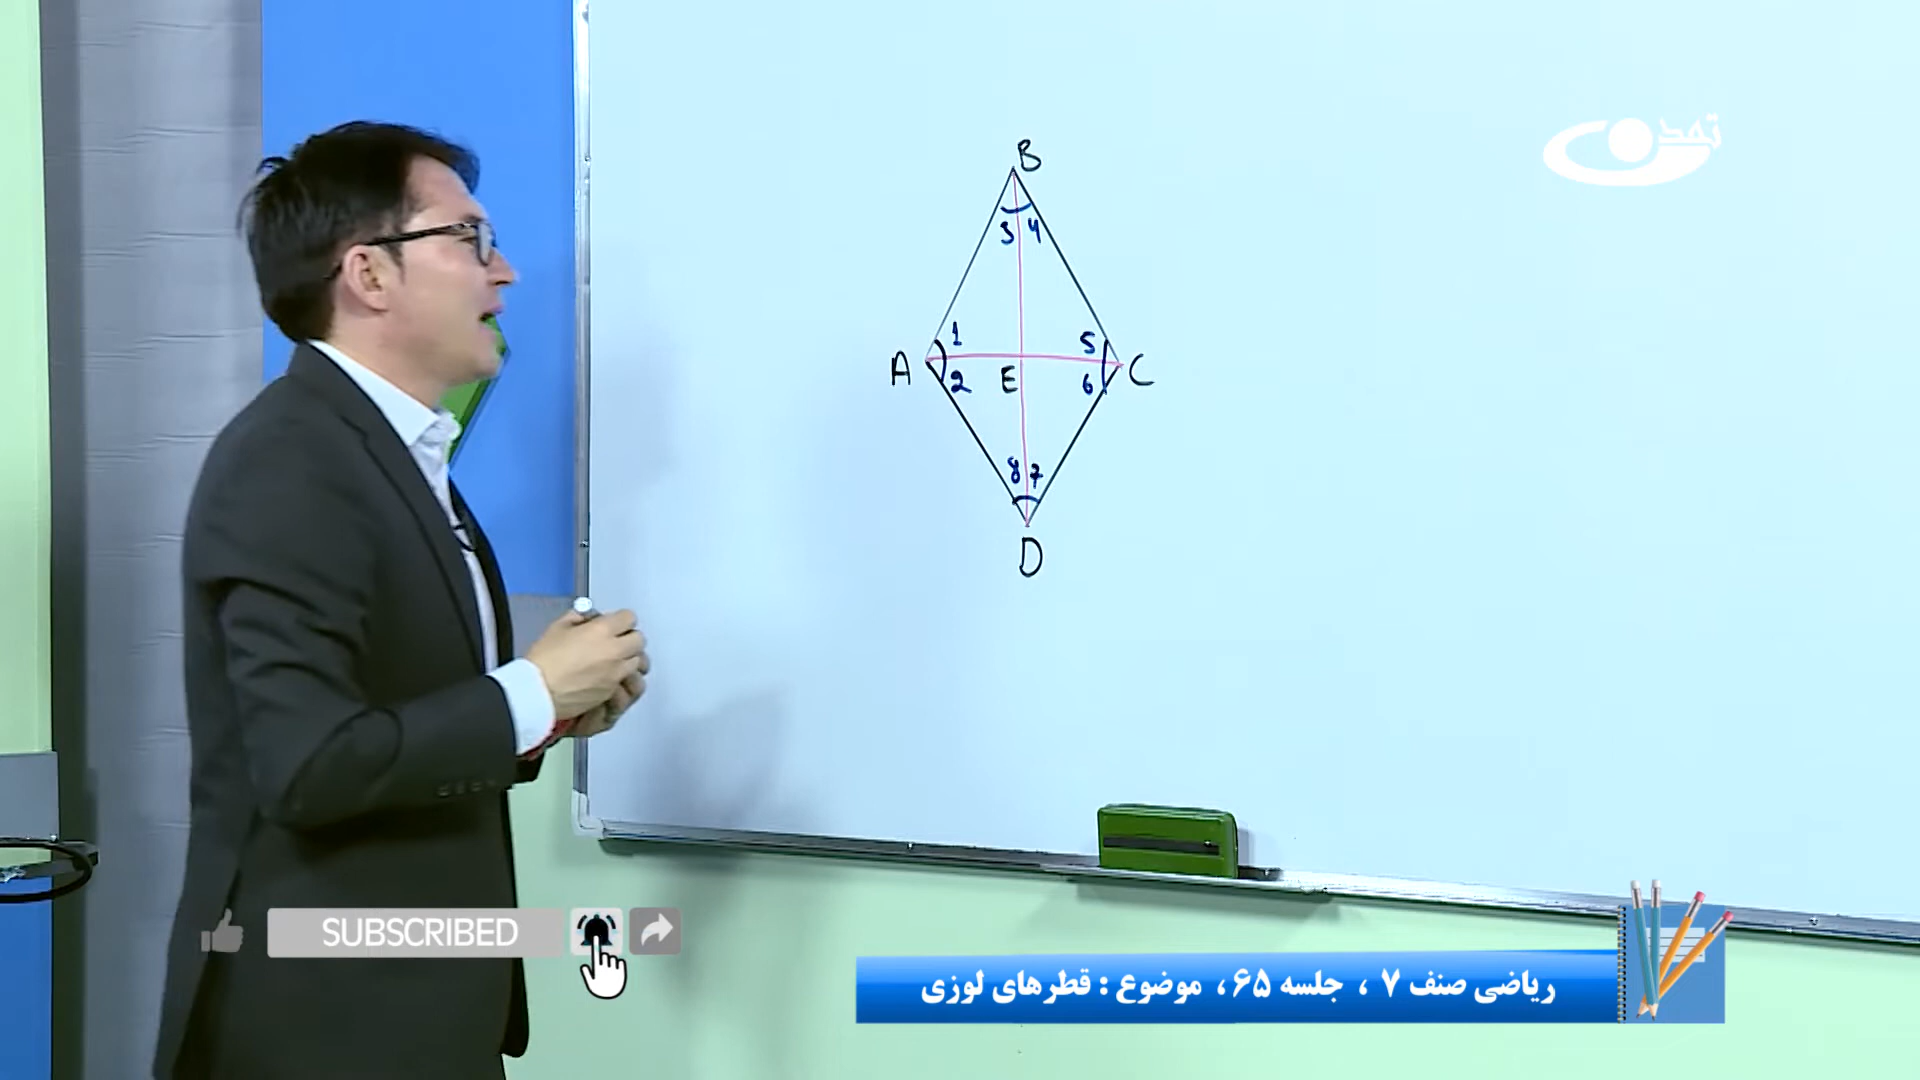 تمدن
B
3 4
1 5
A E C
2 6
8 7
D
SUBSCRIBED
ریاضی صنف ۷ ، جلسه ۶۵، موضوع : قطرهای لوزی